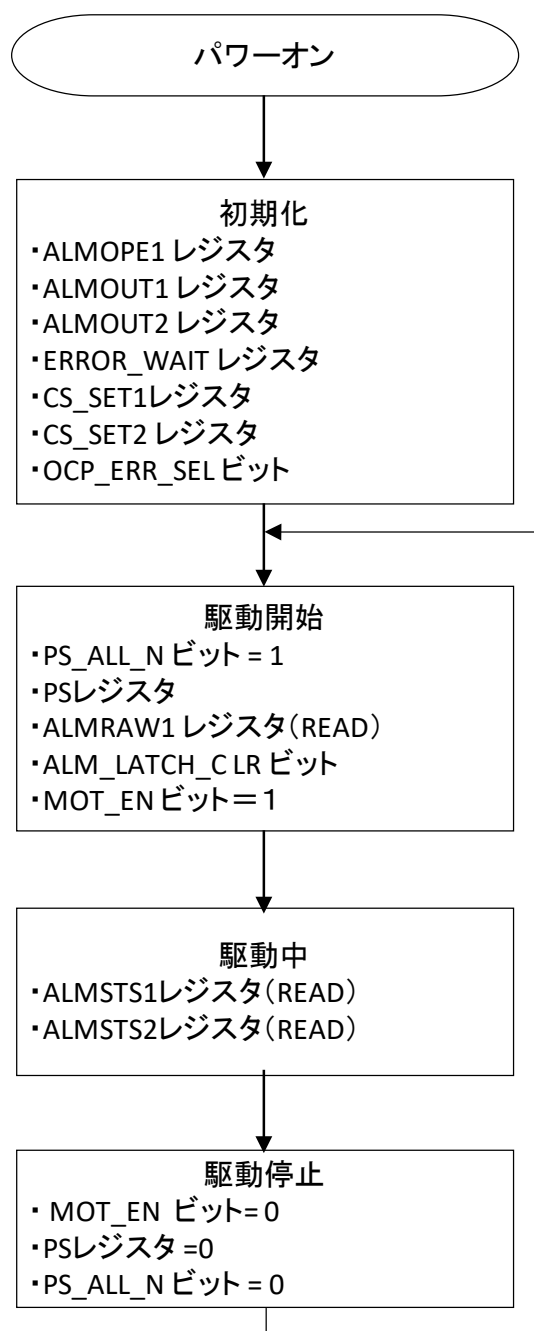 パワーオン
初期化
・ALMOPE1 レジスタ
・ALMOUT1 レジスタ
・ALMOUT2 レジスタ
・ERROR_WAIT レジスタ
・CS_SET1レジスタ
・CS_SET2 レジスタ
・OCP_ERR_SEL ビット
駆動開始
・PS_ALL_N ビット = 1
・PSレジスタ
・ALMRAW1 レジスタ(READ)
・ALM_LATCH_C LR ビット
・MOT_EN ビット＝１
駆動中
・ALMSTS1レジスタ(READ)
・ALMSTS2レジスタ(READ)
駆動停止
・ MOT_EN ビット= 0
・PSレジスタ =0
・PS_ALL_N ビット = 0